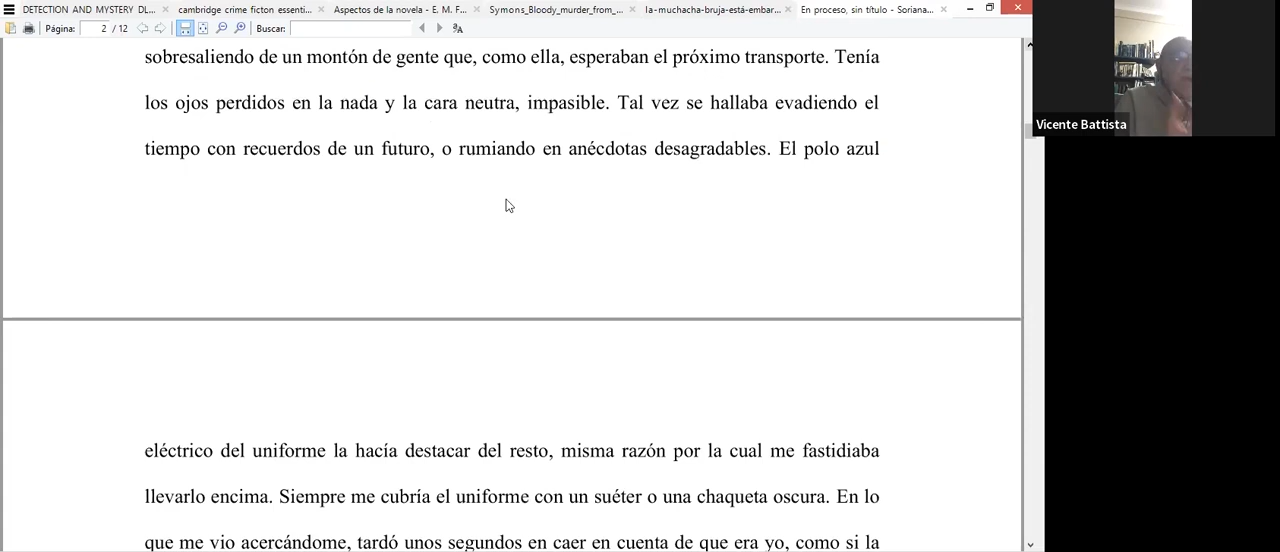 DETECTION AND MYSTERY DL...
cambridge crime ficton essenti...
Aspectos de la novela - E. M. F...
Symons_Bloody_murder_from_...
la-muchacha-bruja-está-embar...
En proceso, sin título - Soriana...
Página: 2 / 12
Buscar:
sobresaliendo de un montón de gente que, como ella, esperaban el próximo transporte. Tenía
los ojos perdidos en la nada y la cara neutra, impasible. Tal vez se hallaba evadiendo el
tiempo con recuerdos de un futuro, o rumiando en anécdotas desagradables. El polo azul
eléctrico del uniforme la hacía destacar del resto, misma razón por la cual me fastidiaba
llevarlo encima. Siempre me cubría el uniforme con un suéter o una chaqueta oscura. En lo
que me vio acercándome, tardó unos segundos en caer en cuenta de que era yo, como si la
Vicente Battista